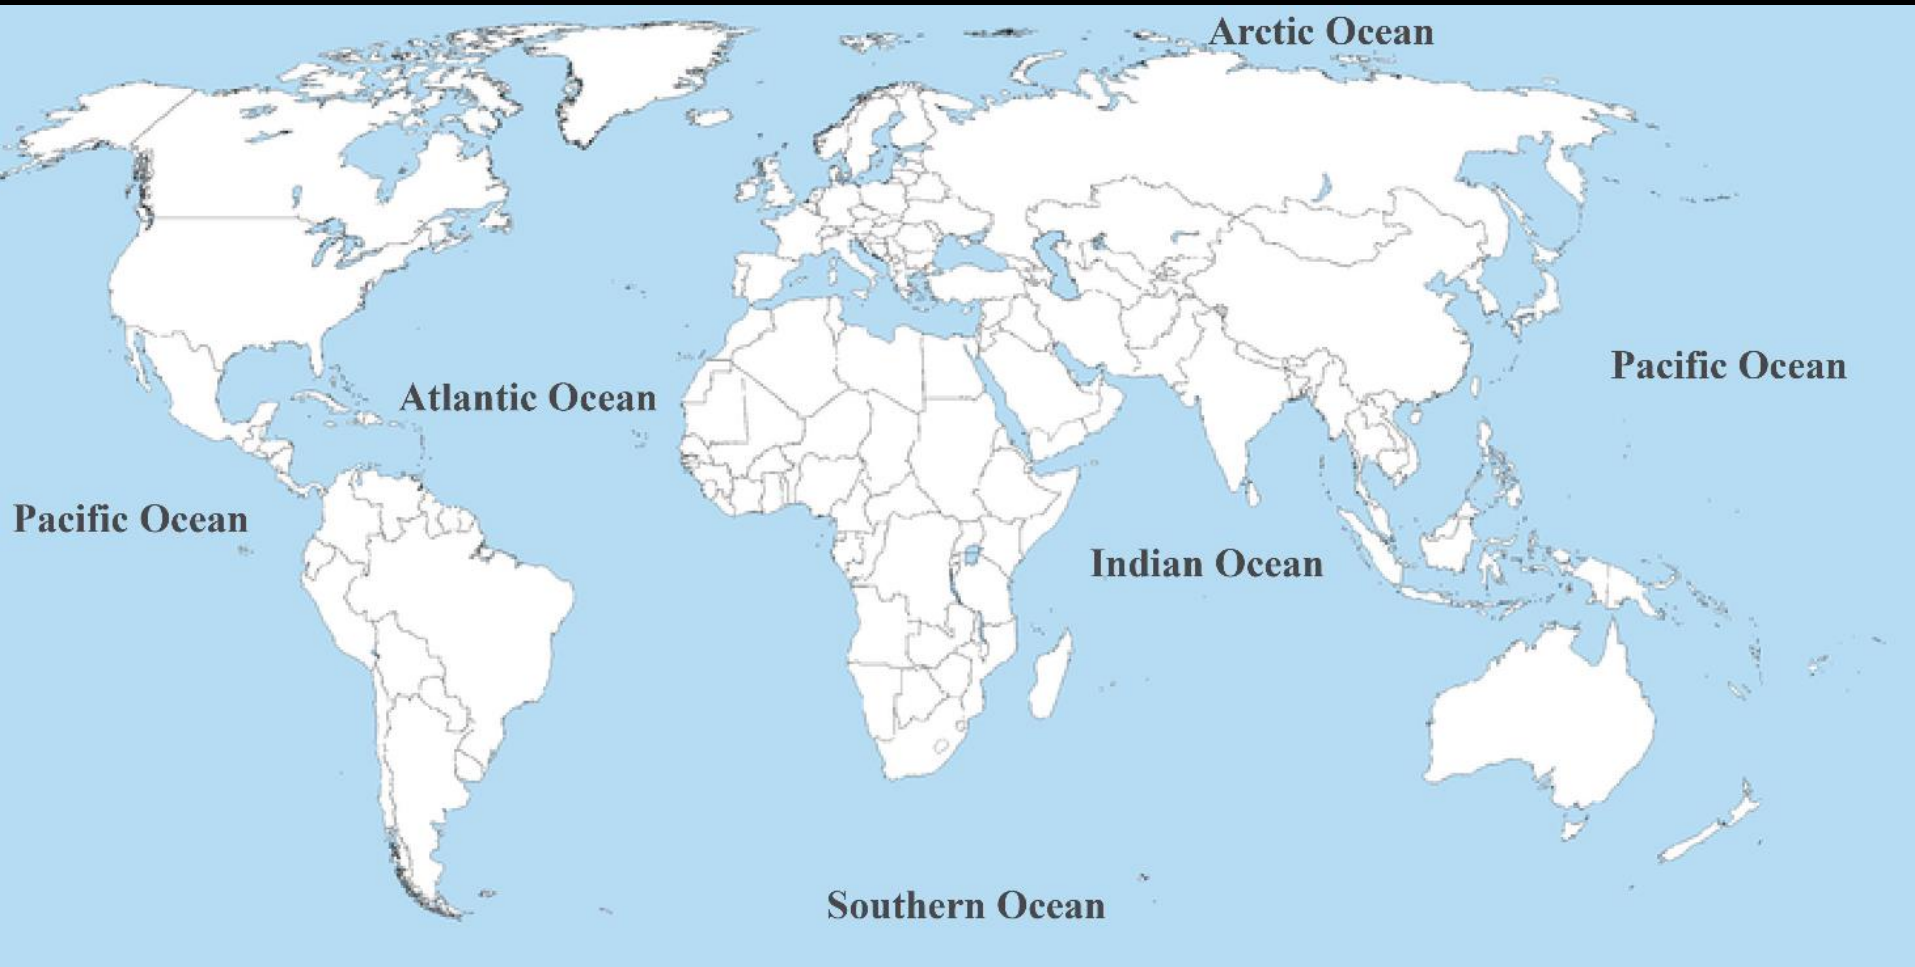 Arctic Ocean
Pacific Ocean
Atlantic Ocean
Pacific Ocean
Indian Ocean
Southern Ocean